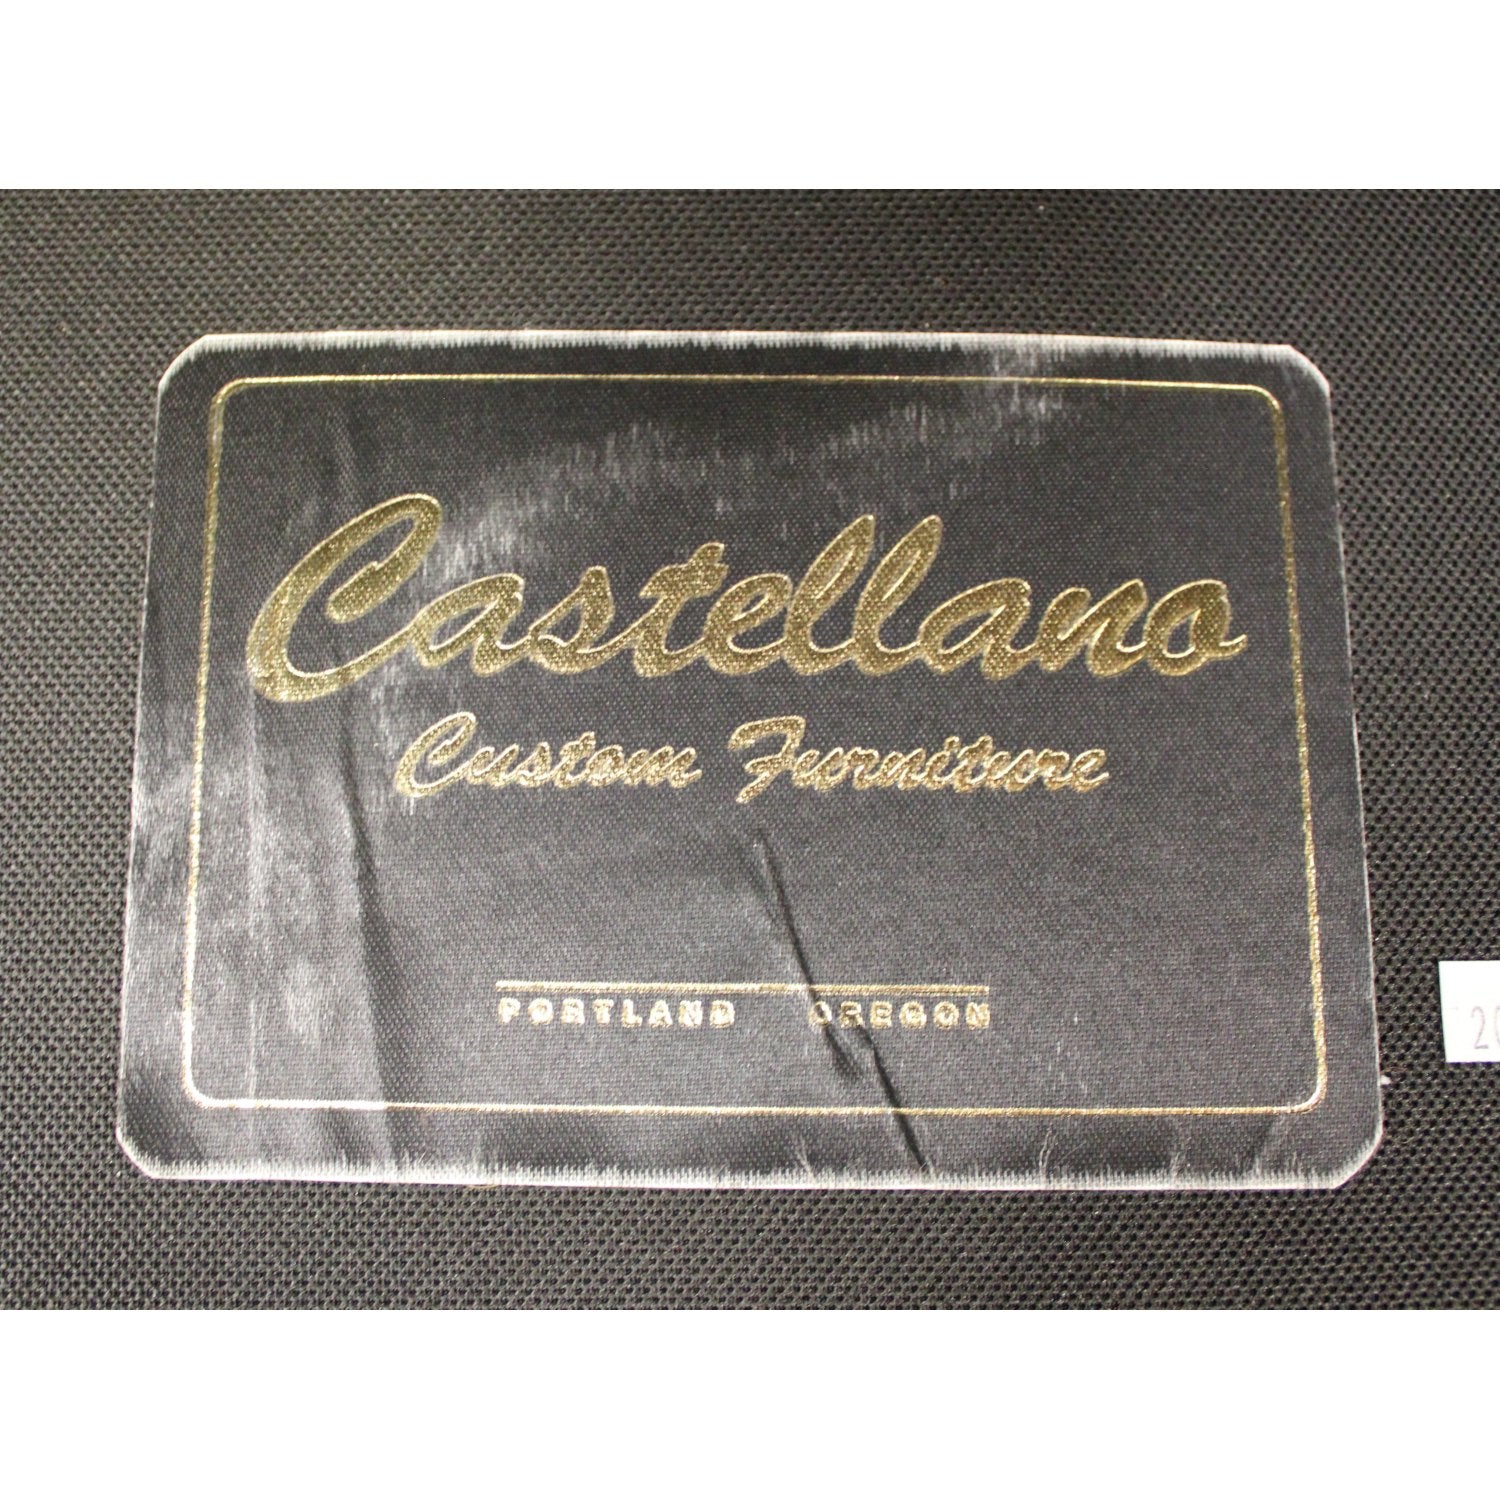 Castellano
Custom Furniture
PORTLAND OREGON